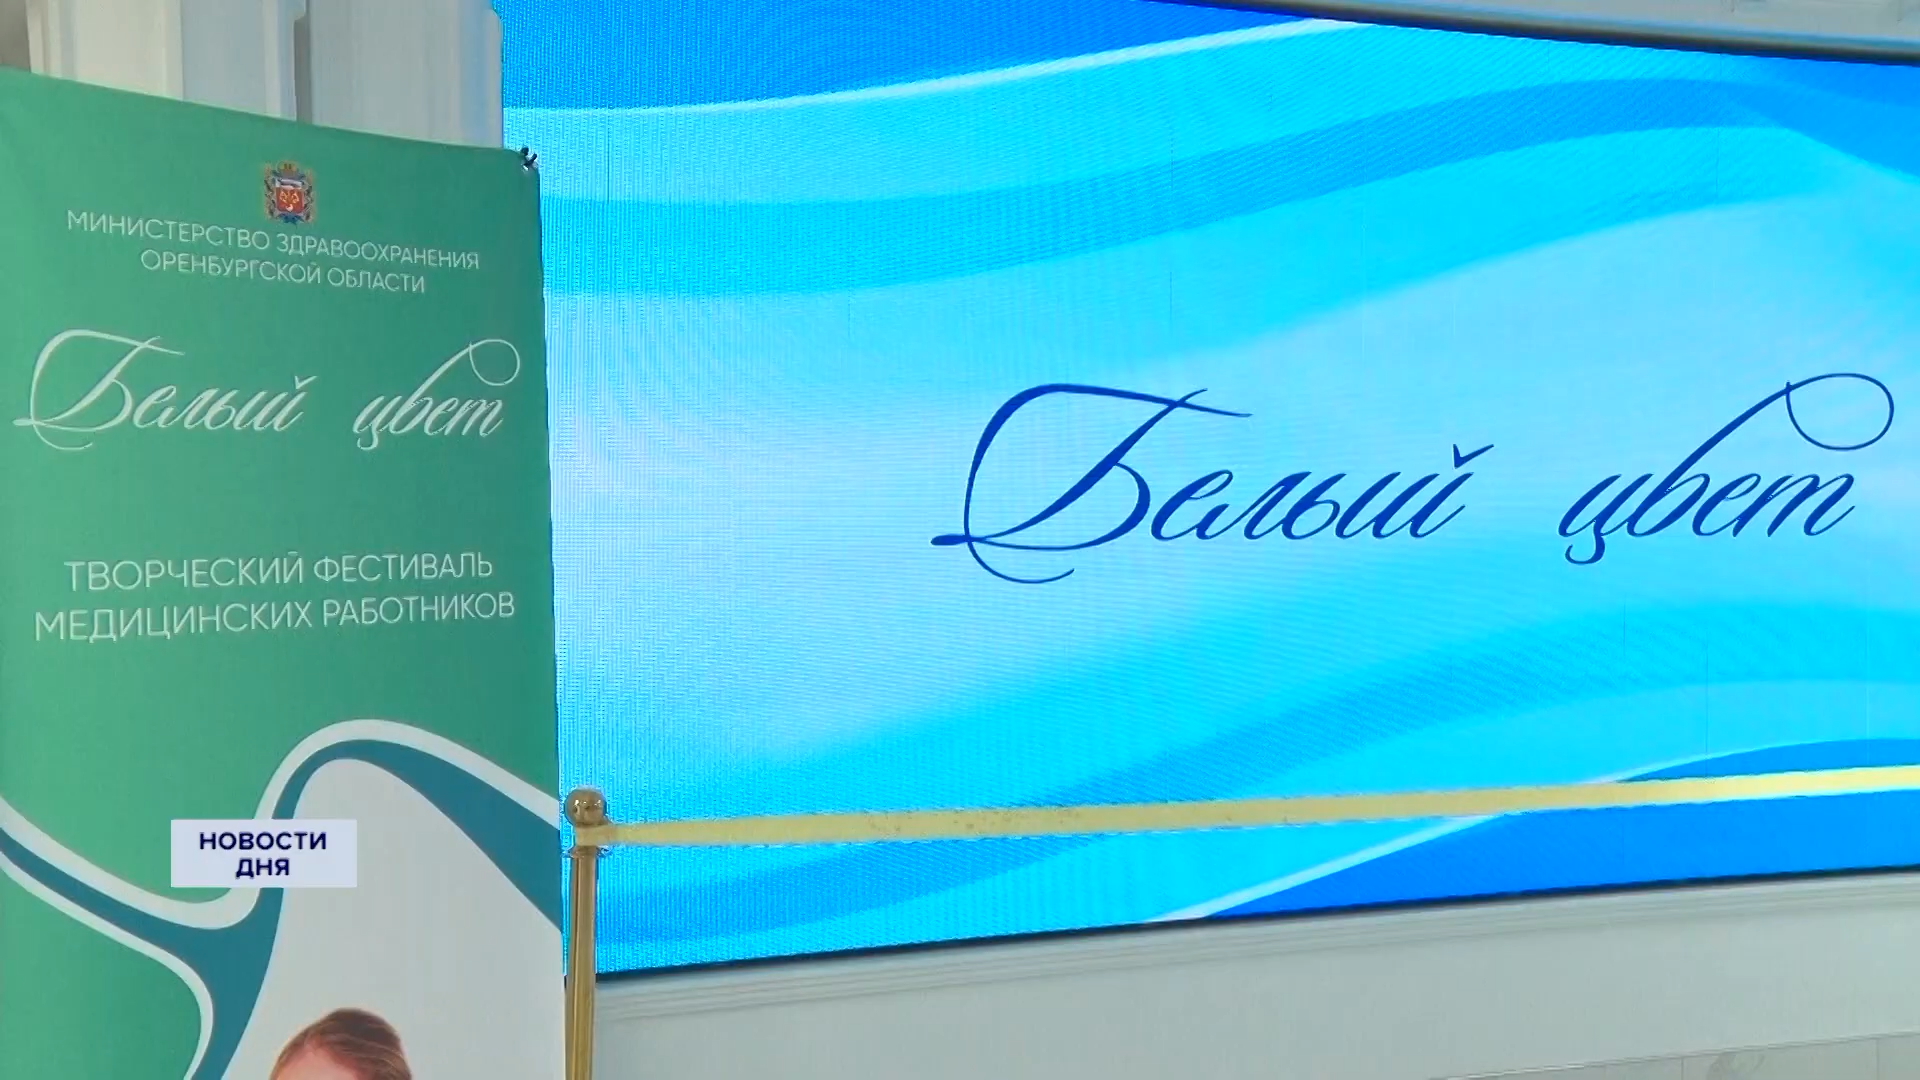 МИНИСТЕРСТВО ЗДРАВООХРАНЕНИЯ
ОРЕНБУРГСКОЙ ОБЛАСТИ
Белый цвет
ТВОРЧЕСКИЙ ФЕСТИВАЛЬ
МЕДИЦИНСКИХ РАБОТНИКОВ
НОВОСТИ
ДНЯ
Белый цвет